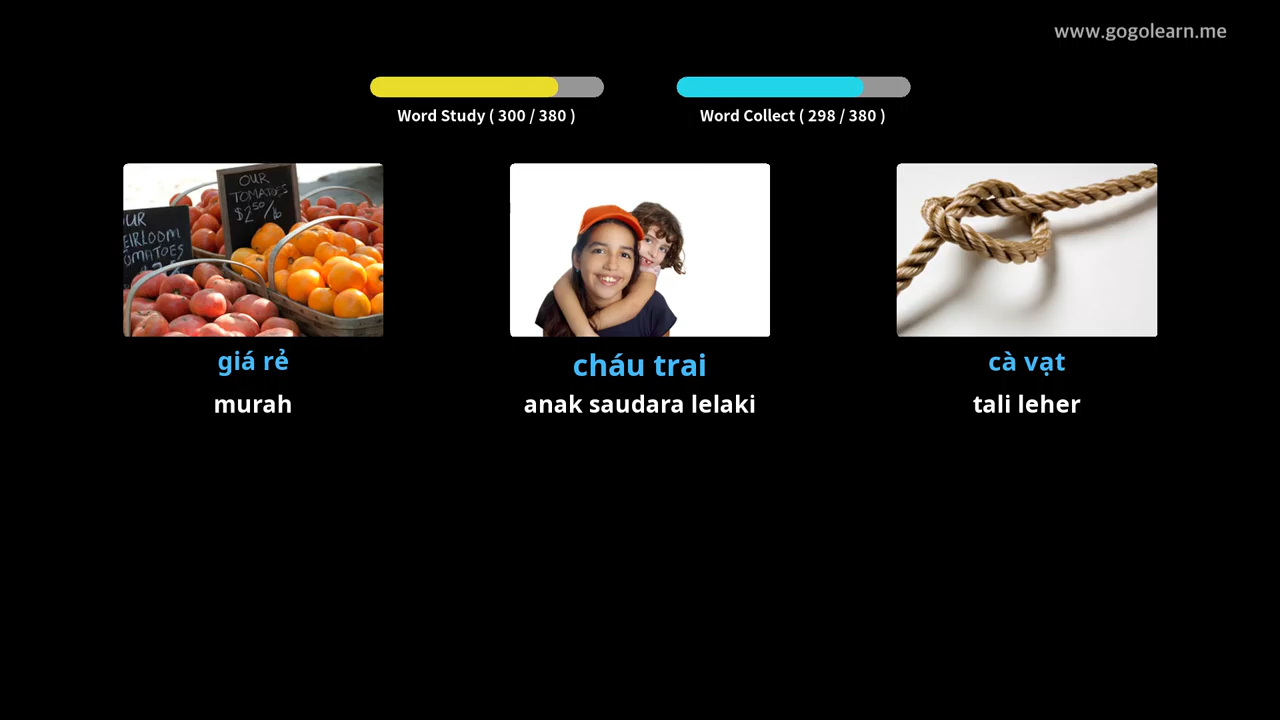 www.gogolearn.me
Word Study ( 300 / 380 )
Word Collect ( 298 / 380 )
OUR
TOMATOES
$2.50/lb
UR
EIRLOOM
OMATOES
giá rẻ
cháu trai
cà vạt
murah
anak saudara lelaki
tali leher